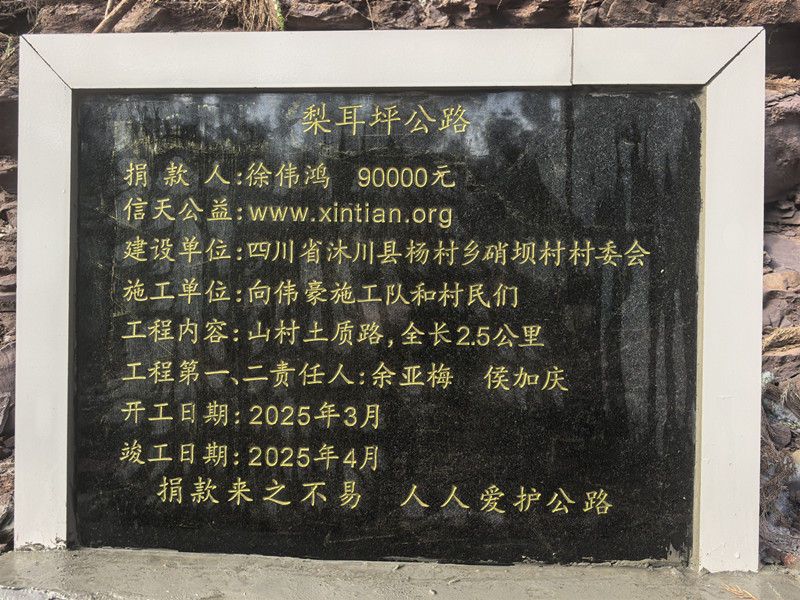 梨耳坪公路
捐款人:徐伟鸿 90000元
信天公益:www.xintian.org
建设单位:四川省沐川县杨村乡硝坝村村委会
施工单位:向伟豪施工队和村民们
工程内容:山村土质路,全长2.5公里
工程第一、二责任人:余亚梅 侯加庆
开工日期:2025年3月
竣工日期:2025年4月
捐款来之不易 人人爱护公路